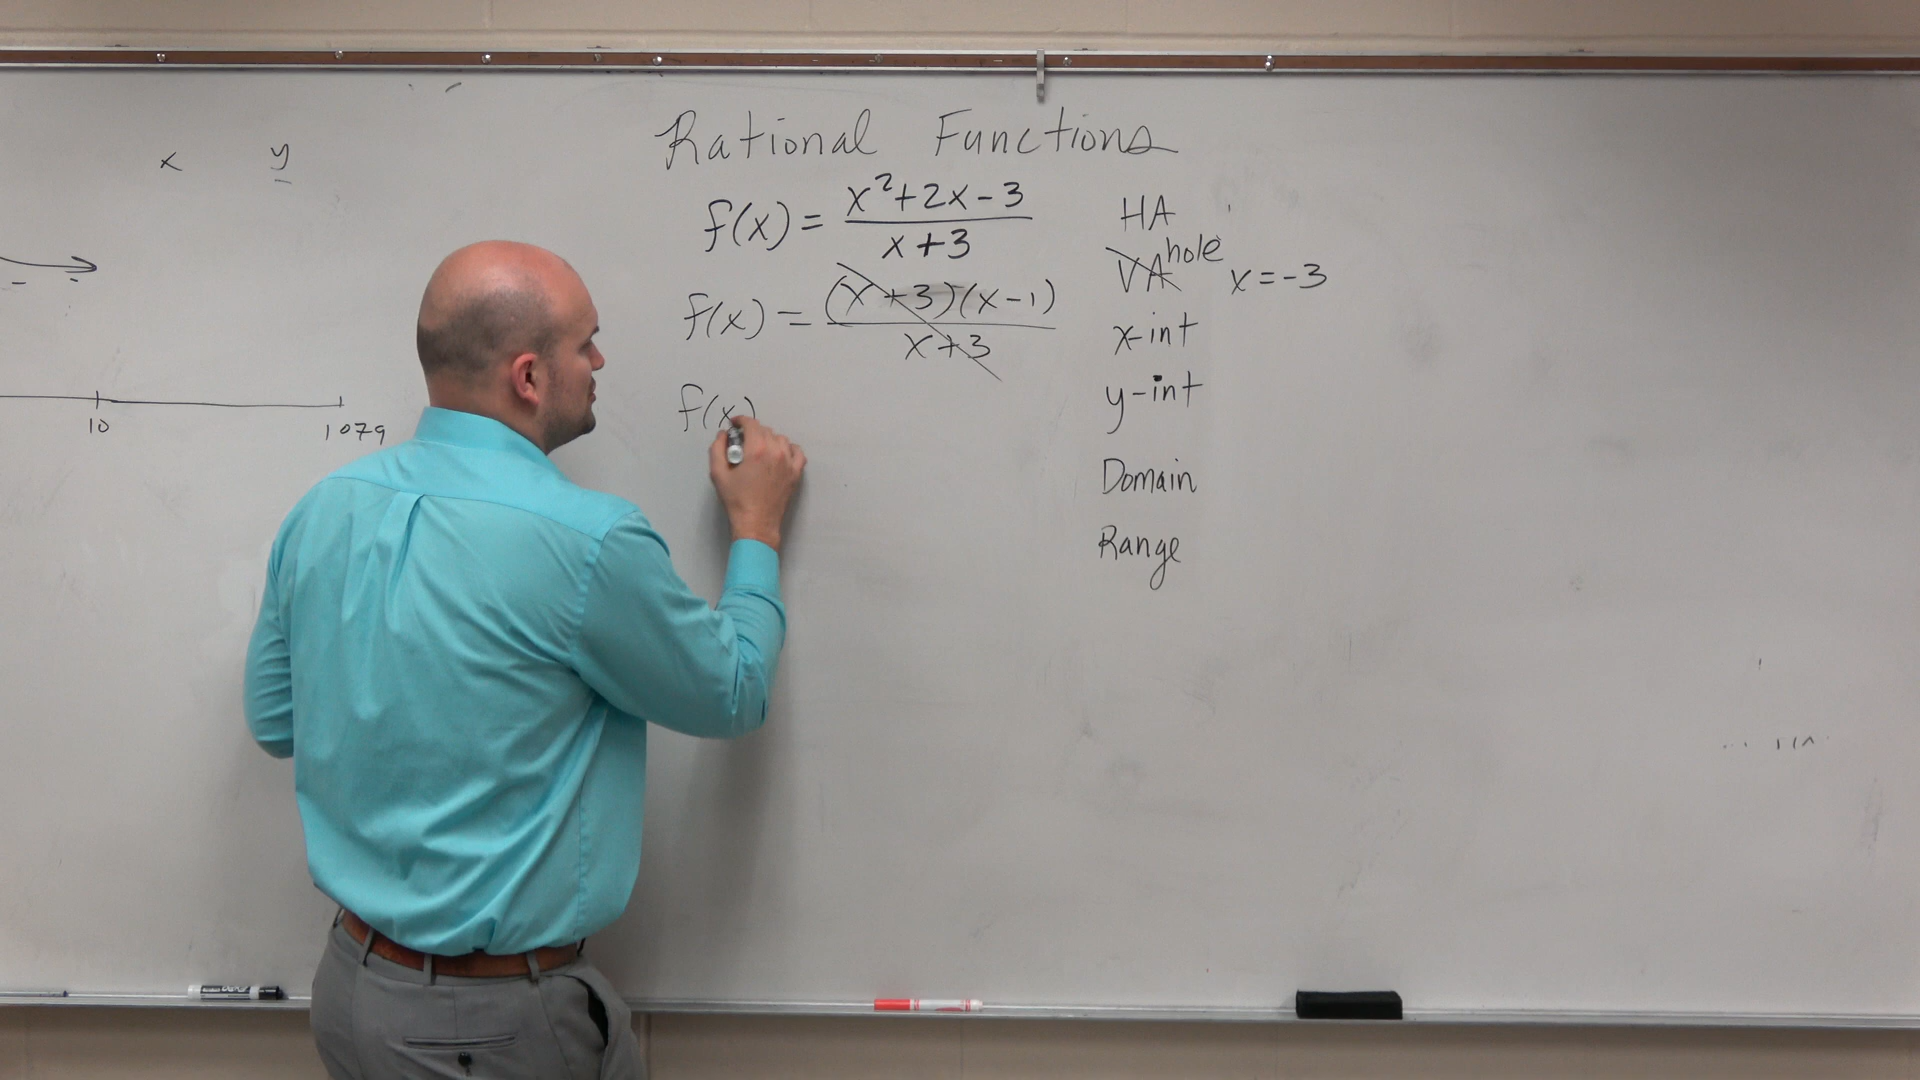 x y
10 1079
Rational Functions
f(x) = x²+2x-3 / x+3
f(x) = (x+3)(x-1) / x+3
f(x)
HA
VA hole x=-3
x-int
y-int
Domain
Range